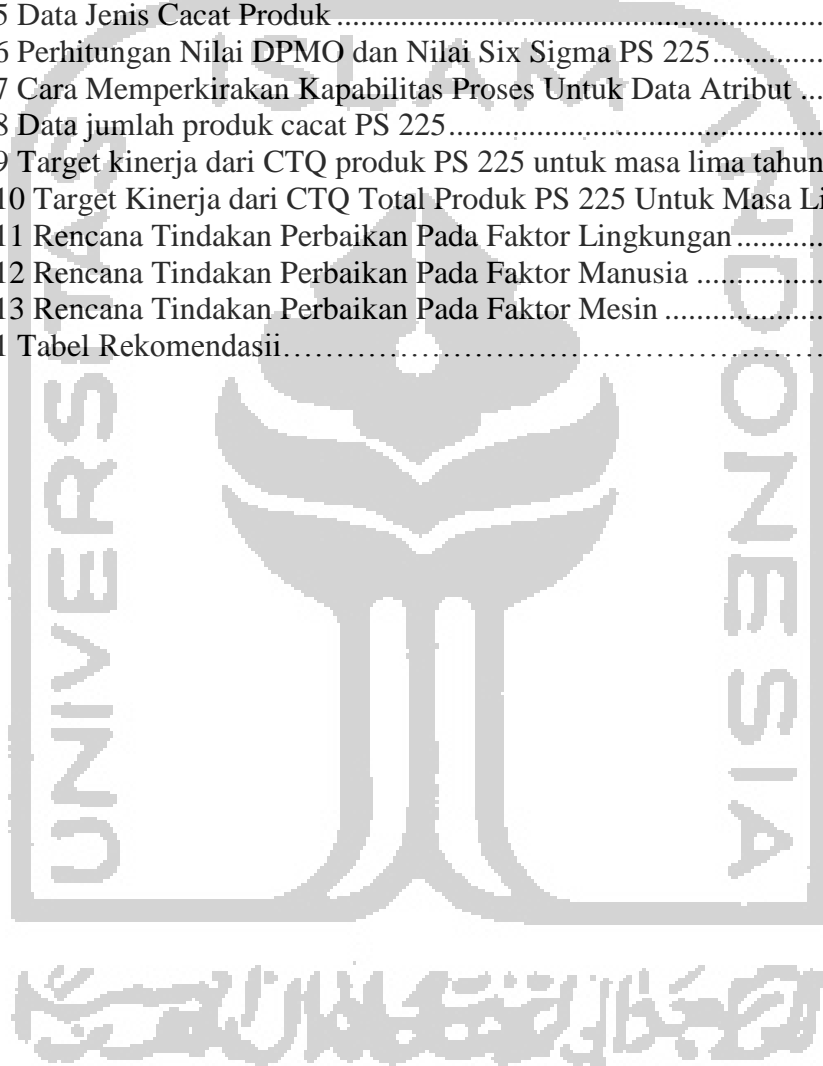 5 Data Jenis Cacat Produk ................................................................
6 Perhitungan Nilai DPMO dan Nilai Six Sigma PS 225................
7 Cara Memperkirakan Kapabilitas Proses Untuk Data Atribut ....
8 Data jumlah produk cacat PS 225...................................................
9 Target kinerja dari CTQ produk PS 225 untuk masa lima tahun
10 Target Kinerja dari CTQ Total Produk PS 225 Untuk Masa Li
11 Rencana Tindakan Perbaikan Pada Faktor Lingkungan............
12 Rencana Tindakan Perbaikan Pada Faktor Manusia .................
13 Rencana Tindakan Perbaikan Pada Faktor Mesin .....................
1 Tabel Rekomendasii……………………………………………
ISLAM
UNIVERSITAS
INDONESIA